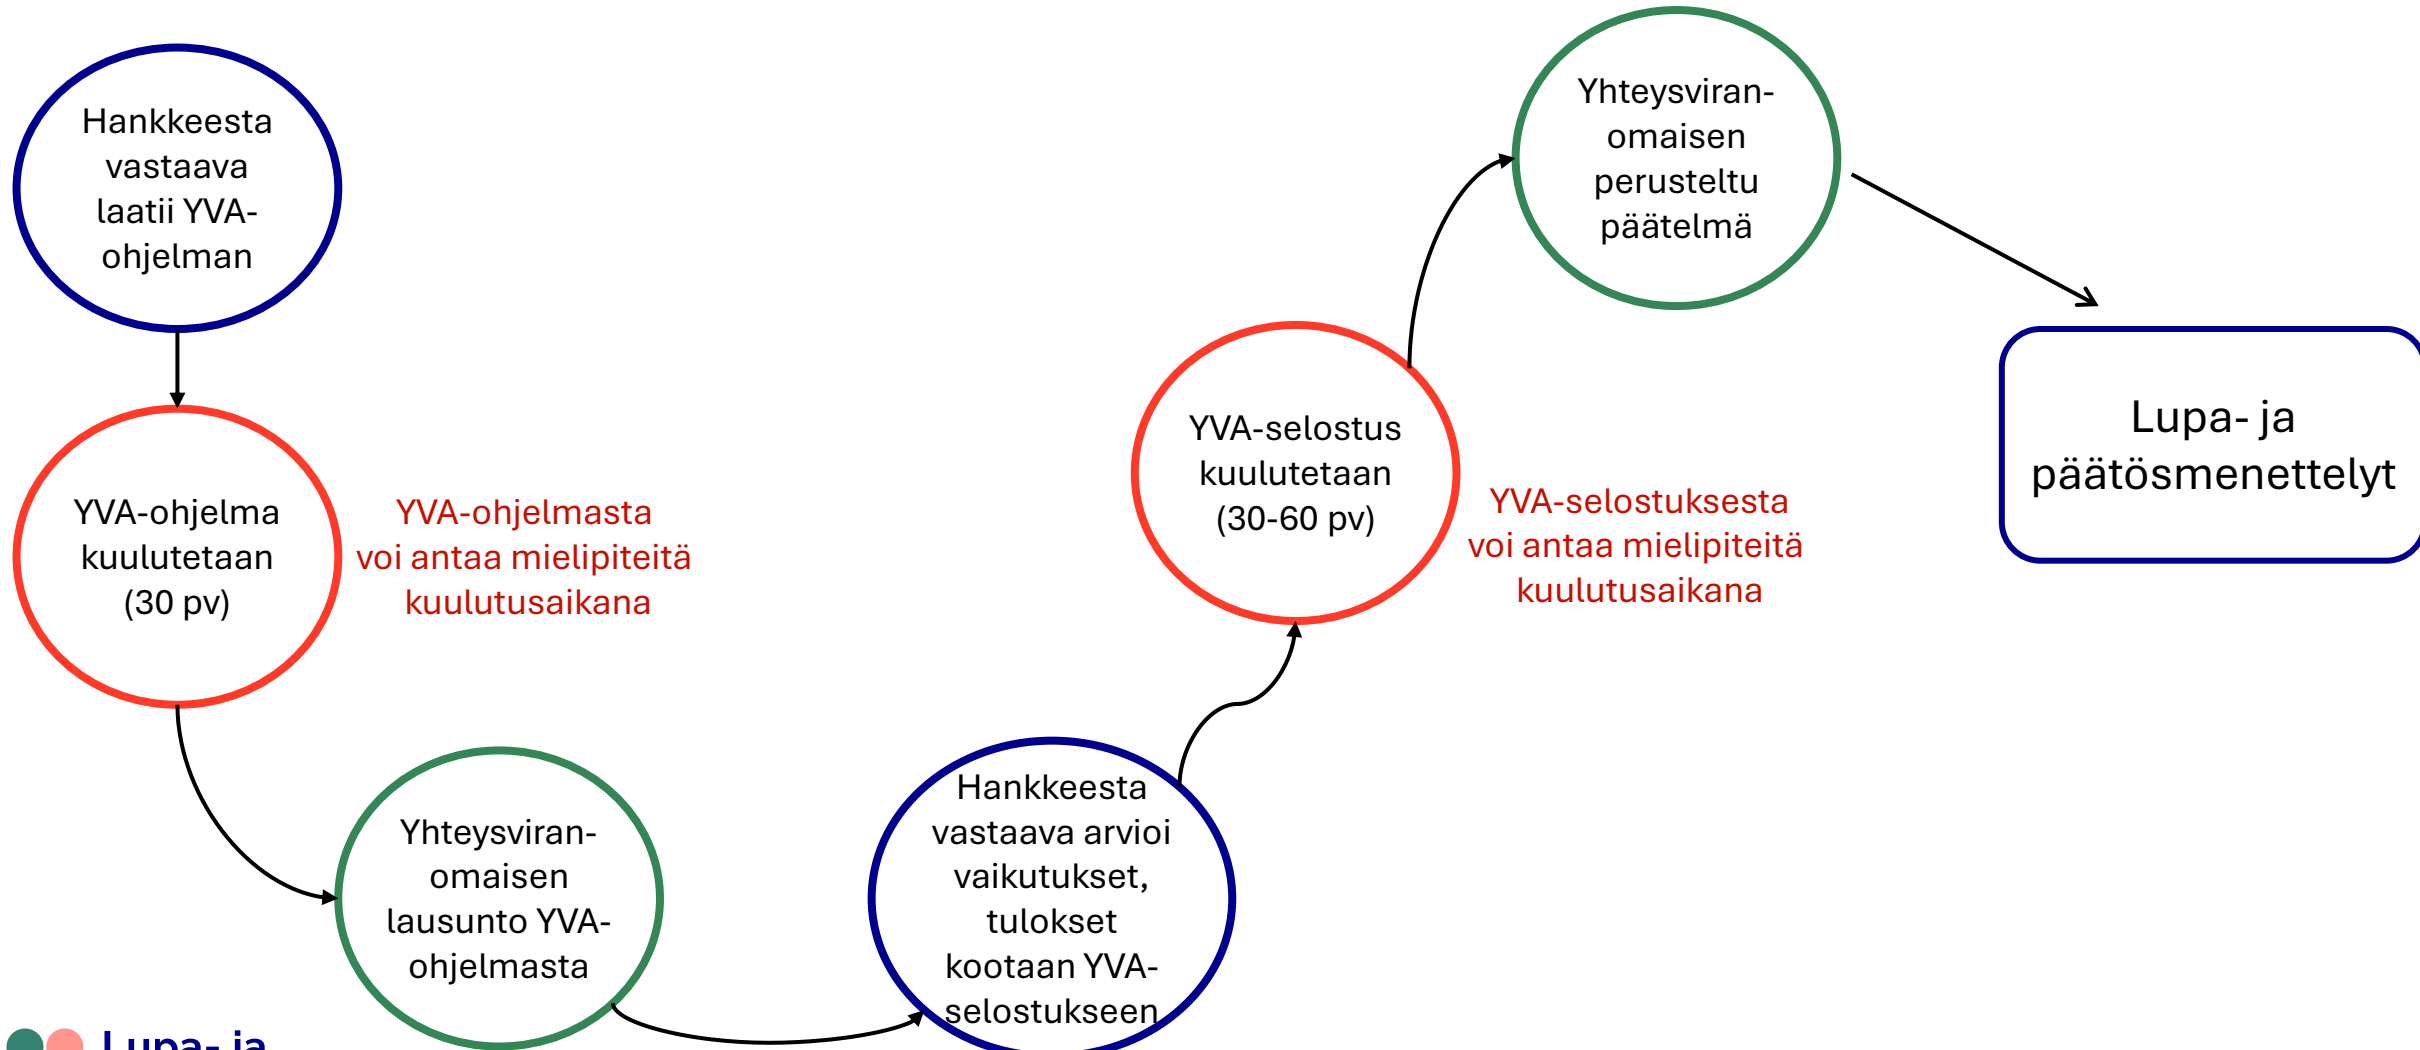 Hankkeesta
vastaava
laatii YVA-
ohjelman
YVA-ohjelma
kuulutetaan
(30 pv)
YVA-ohjelmasta
voi antaa mielipiteitä
kuulutusaikana
Yhteysviran-
omaisen
lausunto YVA-
ohjelmasta
Hankkeesta
vastaava arvioi
vaikutukset,
tulokset
kootaan YVA-
selostukseen
YVA-selostus
kuulutetaan
(30-60 pv)
YVA-selostuksesta
voi antaa mielipiteitä
kuulutusaikana
Yhteysviran-
omaisen
perusteltu
päätelmä
Lupa- ja
päätösmenettelyt
Lupa- ja